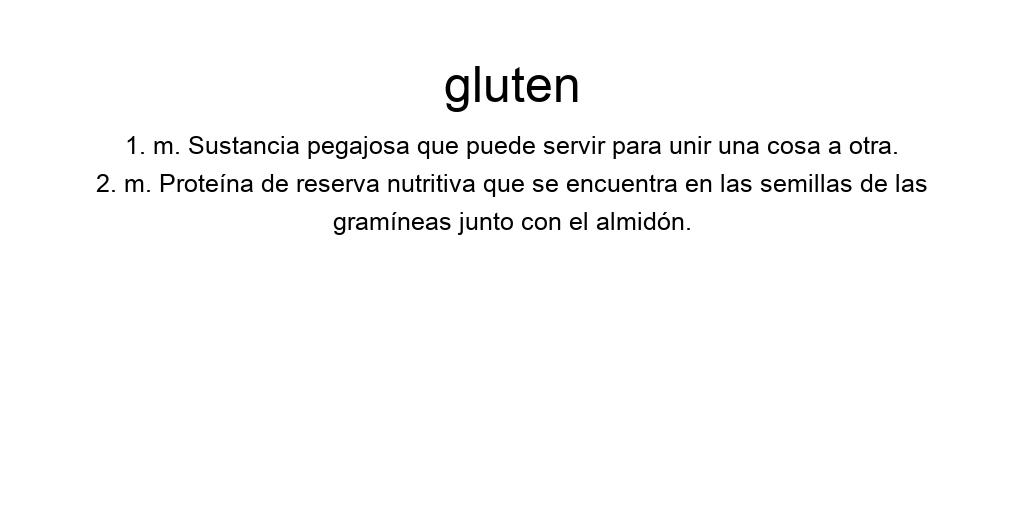 gluten
1. m. Sustancia pegajosa que puede servir para unir una cosa a otra.
2. m. Proteína de reserva nutritiva que se encuentra en las semillas de las
gramíneas junto con el almidón.